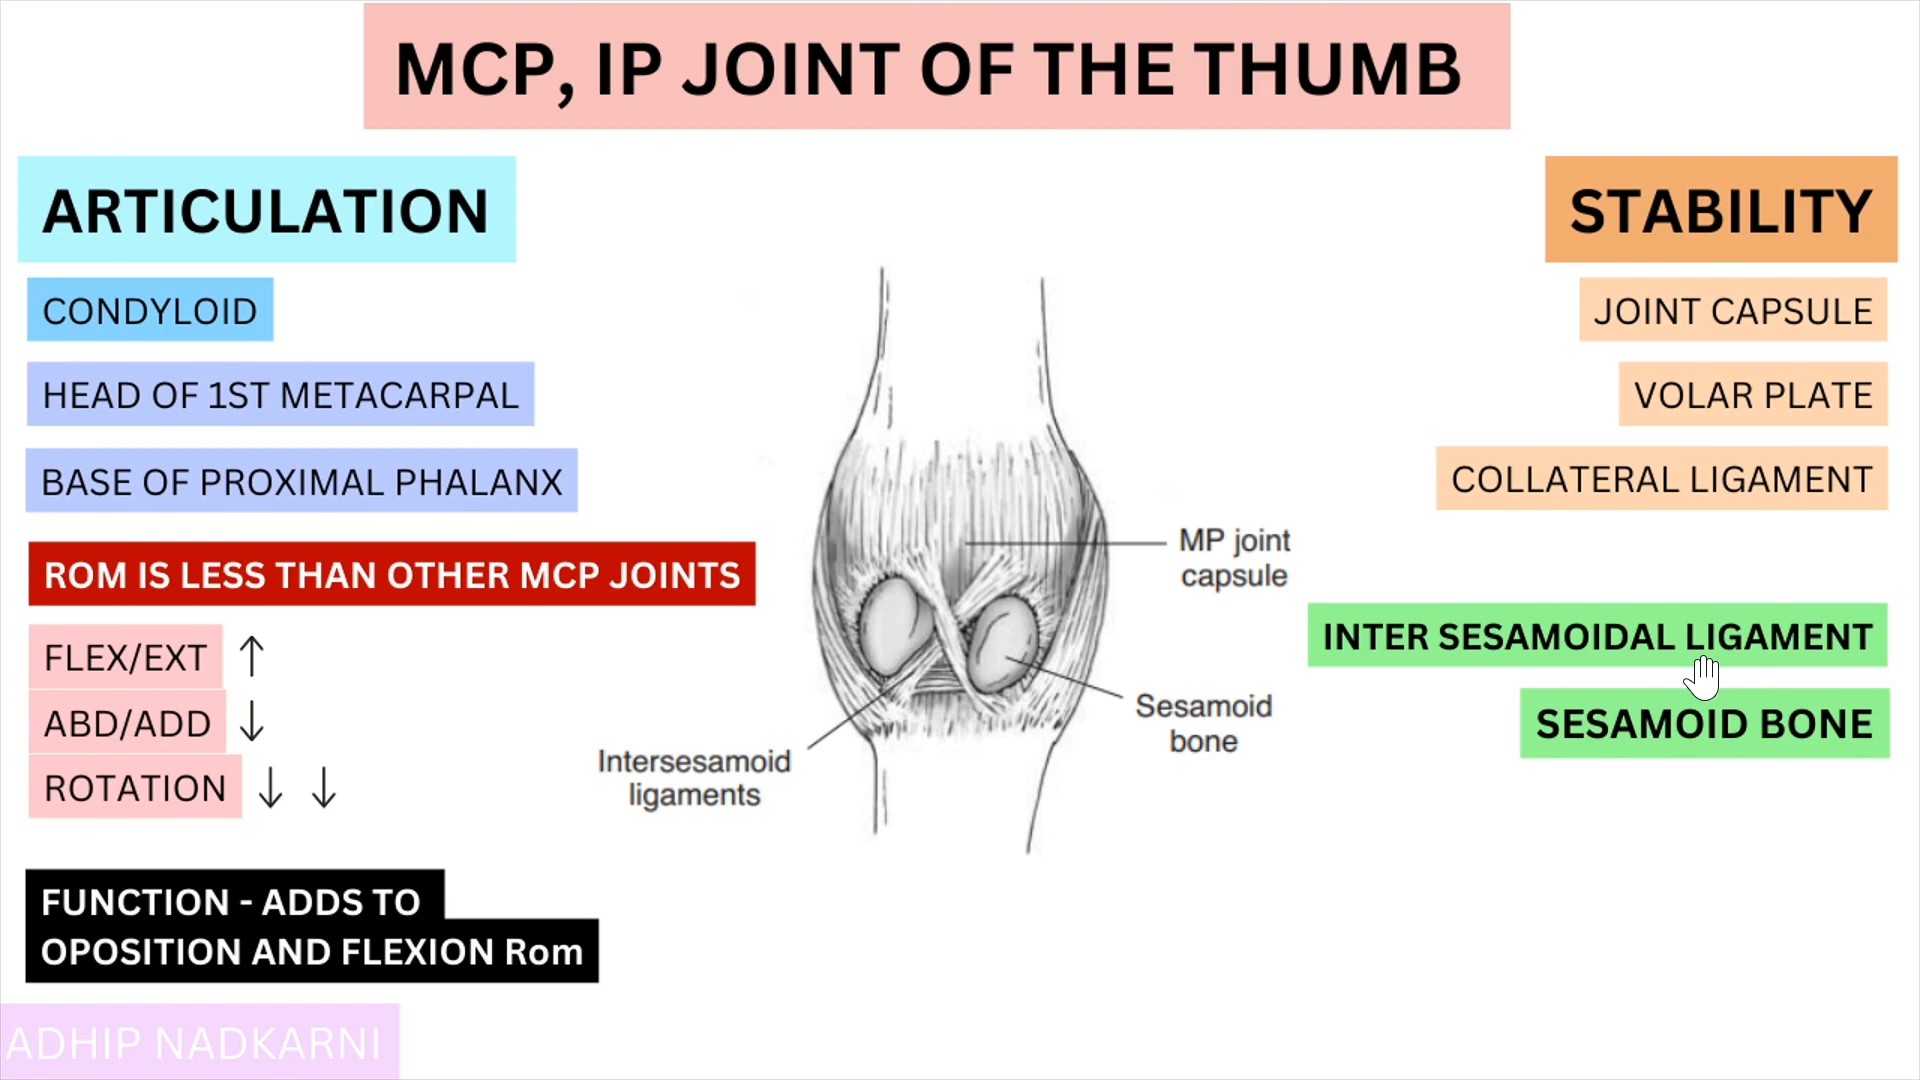 MCP, IP JOINT OF THE THUMB
ARTICULATION
CONDYLOID
HEAD OF 1ST METACARPAL
BASE OF PROXIMAL PHALANX
ROM IS LESS THAN OTHER MCP JOINTS
FLEX/EXT ↑
ABD/ADD ↓
ROTATION ↓ ↓
FUNCTION - ADDS TO
OPOSITION AND FLEXION Rom
ADHIP NADKARNI
MP joint
capsule
Sesamoid
bone
Intersesamoid
ligaments
STABILITY
JOINT CAPSULE
VOLAR PLATE
COLLATERAL LIGAMENT
INTER SESAMOIDAL LIGAMENT
SESAMOID BONE